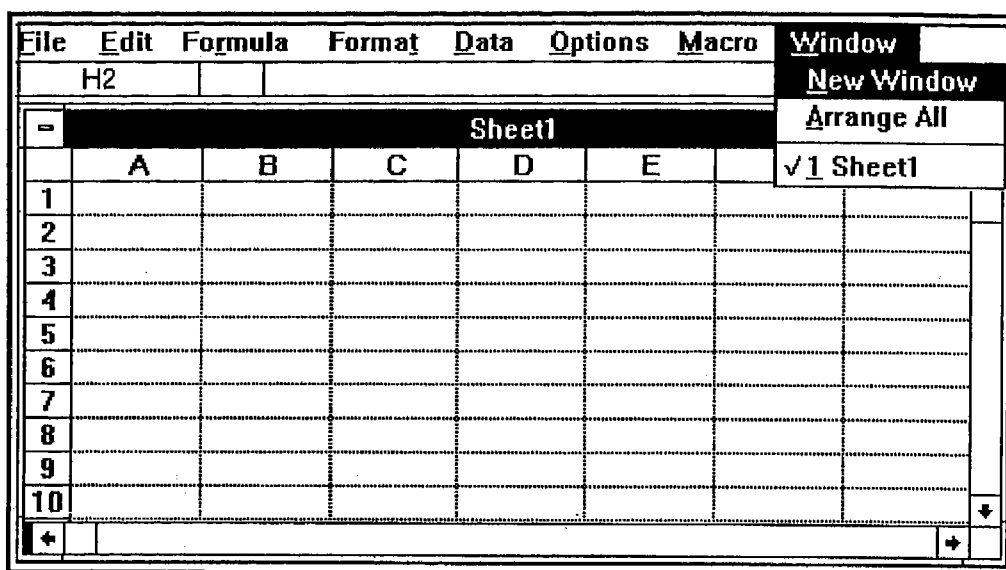 File Edit Formula Format Data Options Macro Window
H2
New Window
Arrange All
Sheet1
√ 1 Sheet1
A B C D E
1
2
3
4
5
6
7
8
9
10